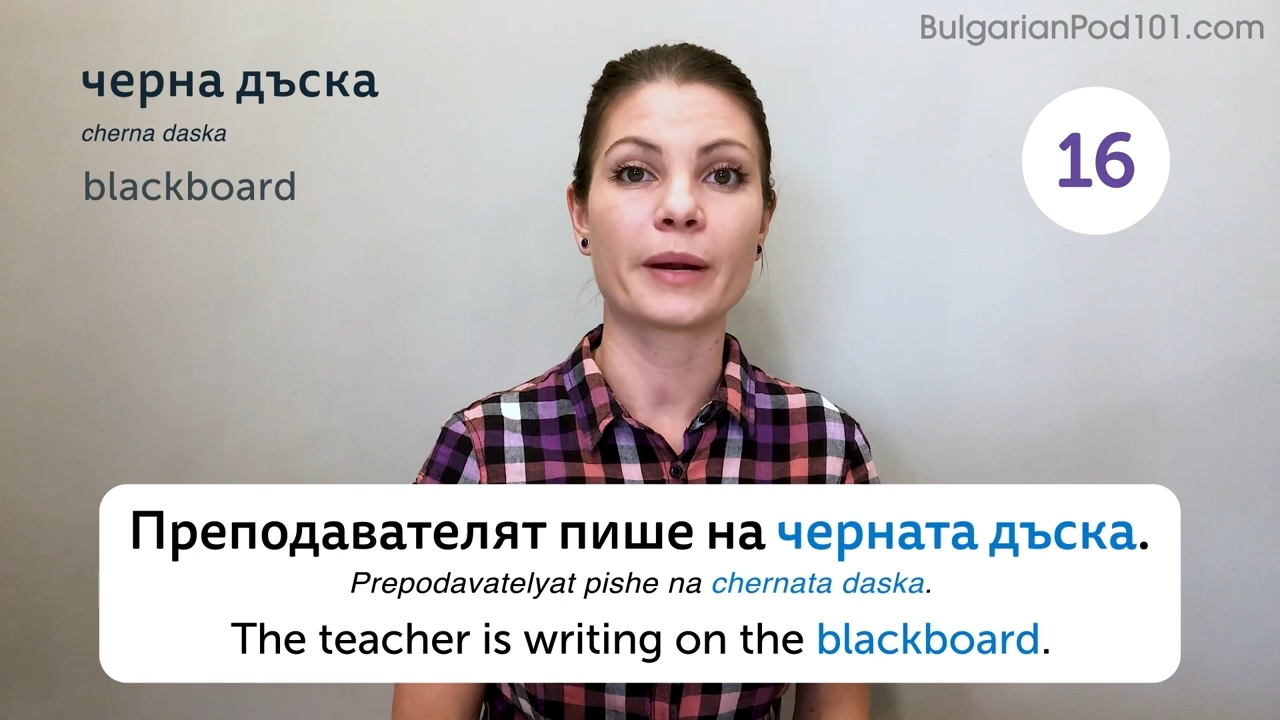 BulgarianPod101.com
черна дъска
cherna daska
blackboard
16
Преподавателят пише на черната дъска.
Prepodavatelyat pishe na chernata daska.
The teacher is writing on the blackboard.